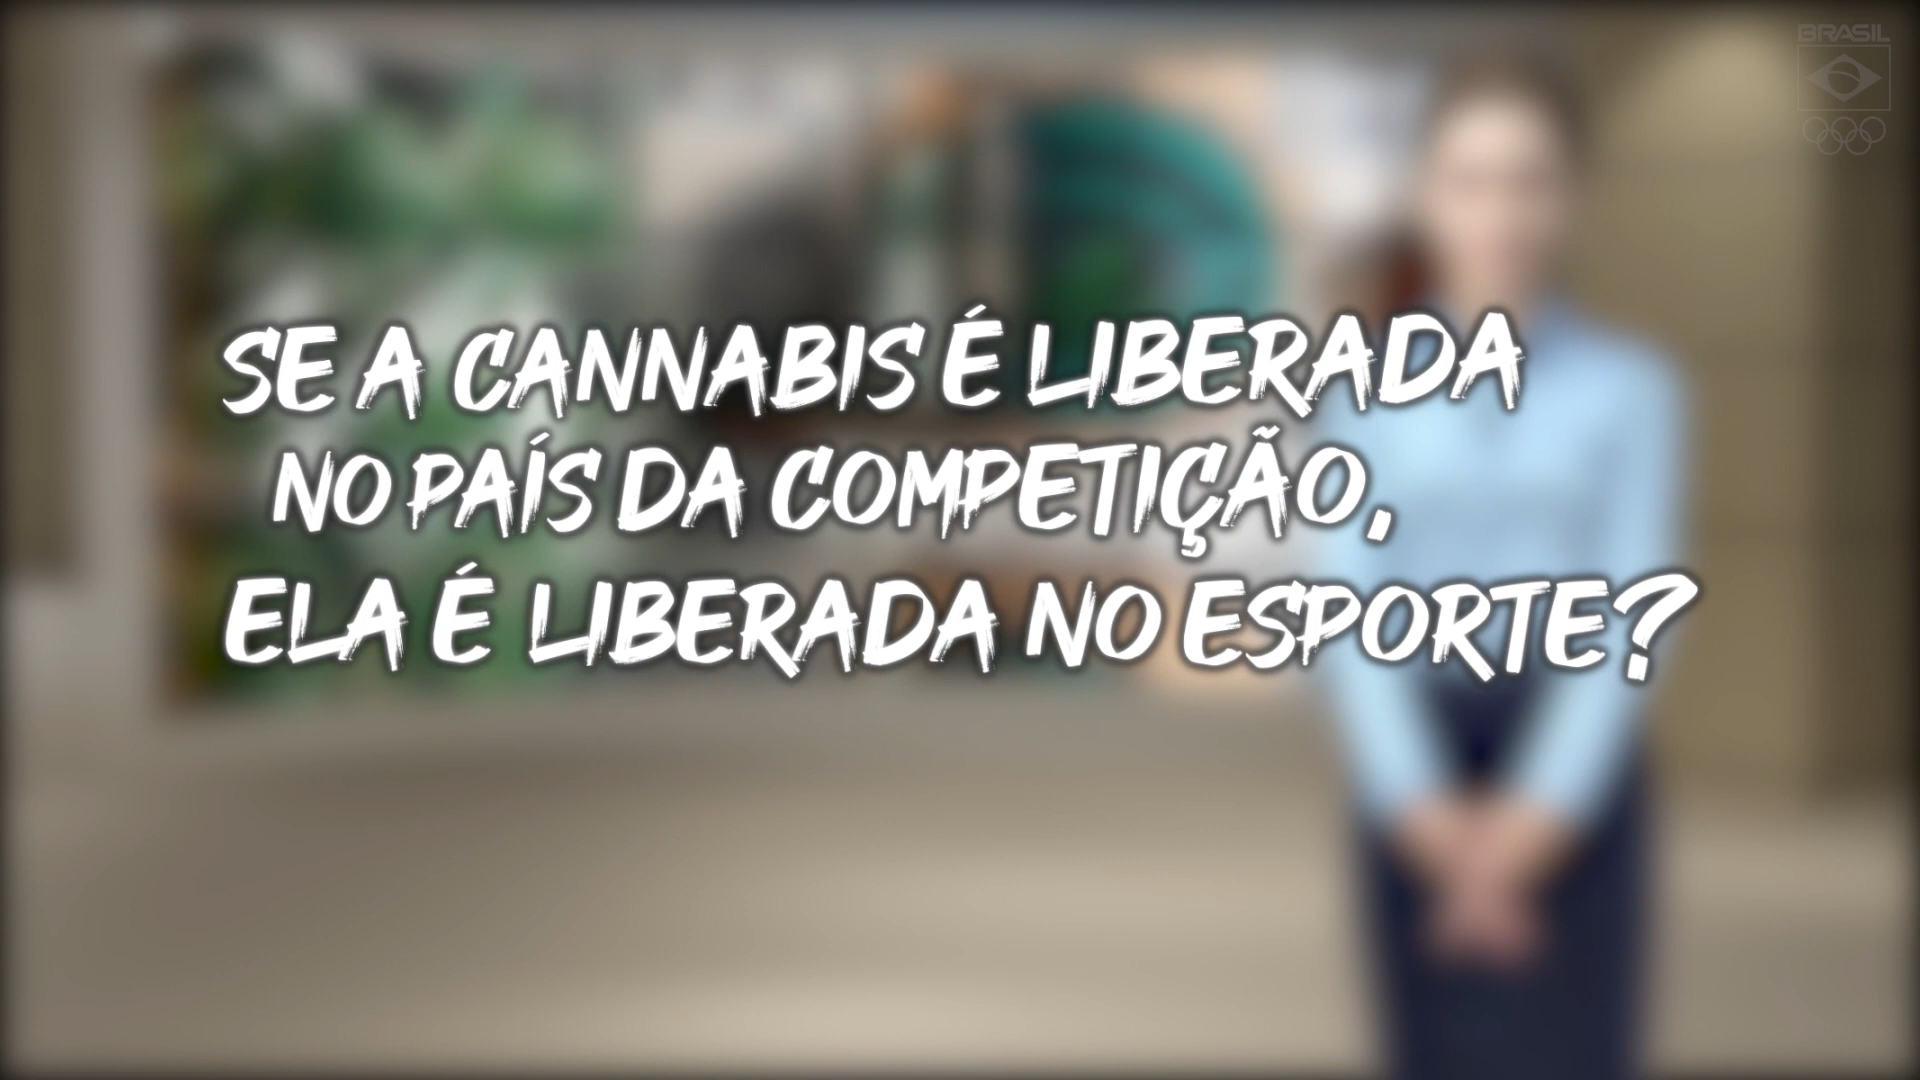 BRASIL
SE A CANNABIS É LIBERADA
NO PAÍS DA COMPETIÇÃO,
ELA É LIBERADA NO ESPORTE?